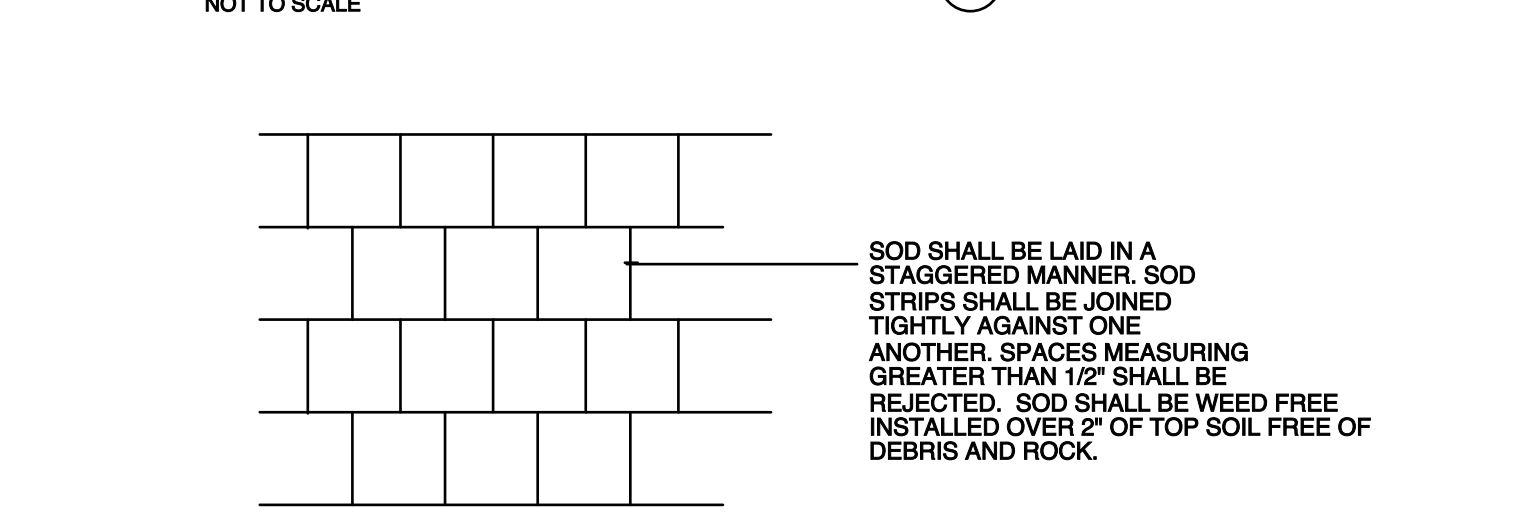 NOT TO SCALE
SOD SHALL BE LAID IN A
STAGGERED MANNER. SOD
STRIPS SHALL BE JOINED
TIGHTLY AGAINST ONE
ANOTHER. SPACES MEASURING
GREATER THAN 1/2" SHALL BE
REJECTED.  SOD SHALL BE WEED FREE
INSTALLED OVER 2" OF TOP SOIL FREE OF
DEBRIS AND ROCK.